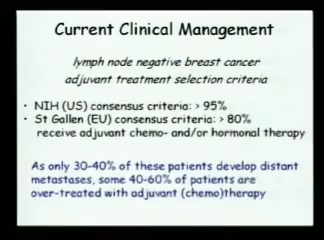 Current Clinical Management
lymph node negative breast cancer
adjuvant treatment selection criteria
• NIH (US) consensus criteria: > 95%
• St Gallen (EU) consensus criteria: > 80%
receive adjuvant chemo- and/or hormonal therapy
As only 30-40% of these patients develop distant
metastases, some 40-60% of patients are
over-treated with adjuvant (chemo)therapy